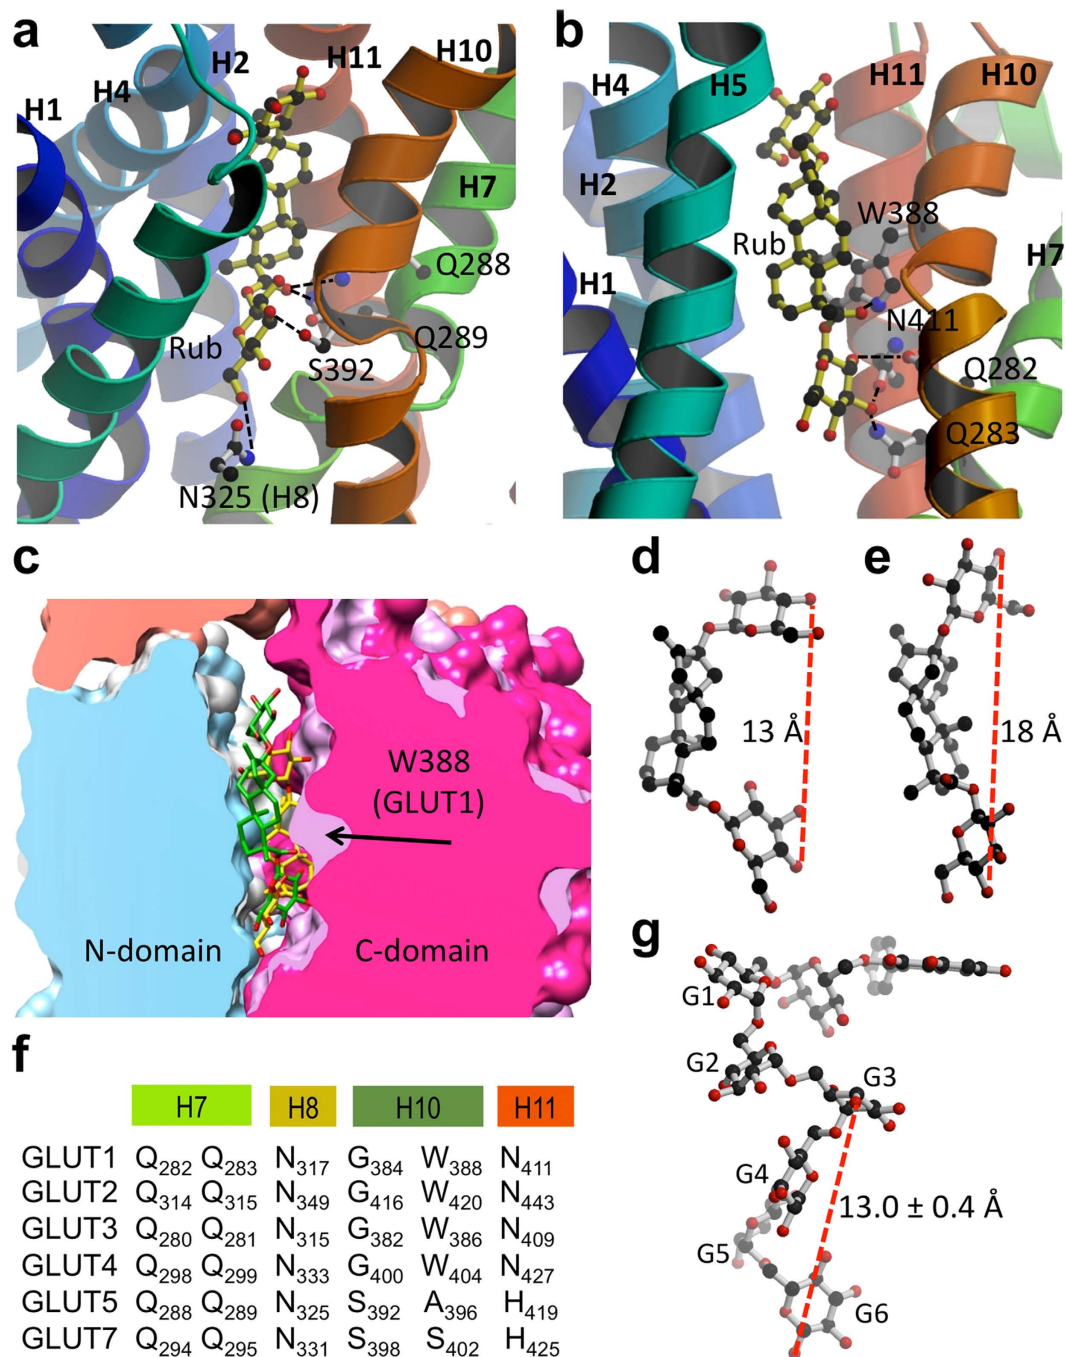 a
H1
H4
H2
H11
H10
H7
Q288
Rub
Q289
S392
N325 (H8)
b
H4
H5
H11
H10
H2
W388
Rub
H7
H1
N411
Q282
Q283
c
W388
(GLUT1)
N-domain
C-domain
d
13 Å
e
18 Å
f
H7 H8 H10 H11
GLUT1 Q282 Q283 N317 G384 W388 N411
GLUT2 Q314 Q315 N349 G416 W420 N443
GLUT3 Q280 Q281 N315 G382 W386 N409
GLUT4 Q298 Q299 N333 G400 W404 N427
GLUT5 Q288 Q289 N325 S392 A396 H419
GLUT7 Q294 Q295 N331 S398 S402 H425
g
G1
G2
G3
G4
13.0 ± 0.4 Å
G5
G6